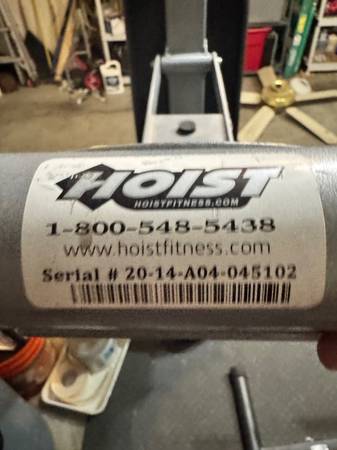 HOIST
HOISTFITNESS.COM
1-800-548-5438
www.hoistfitness.com
Serial # 20-14-A04-045102